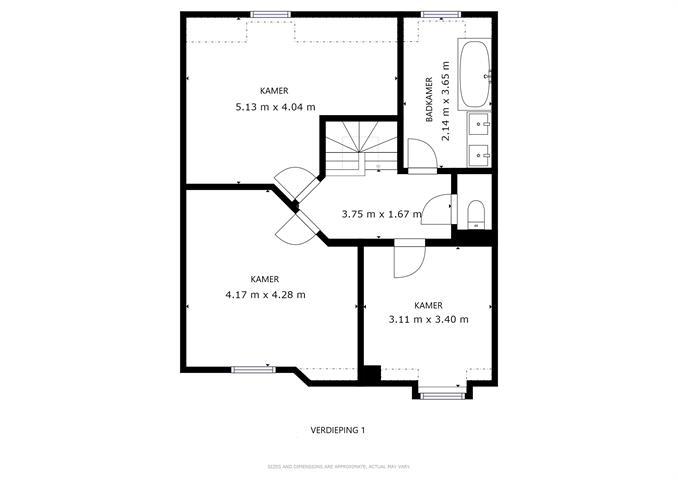 KAMER
5.13 m x 4.04 m
BADKAMER
2.14 m x 3.65 m
3.75 m x 1.67 m
KAMER
4.17 m x 4.28 m
KAMER
3.11 m x 3.40 m
VERDIEPING 1
SIZES AND DIMENSIONS ARE APPROXIMATE, ACTUAL MAY VARY.